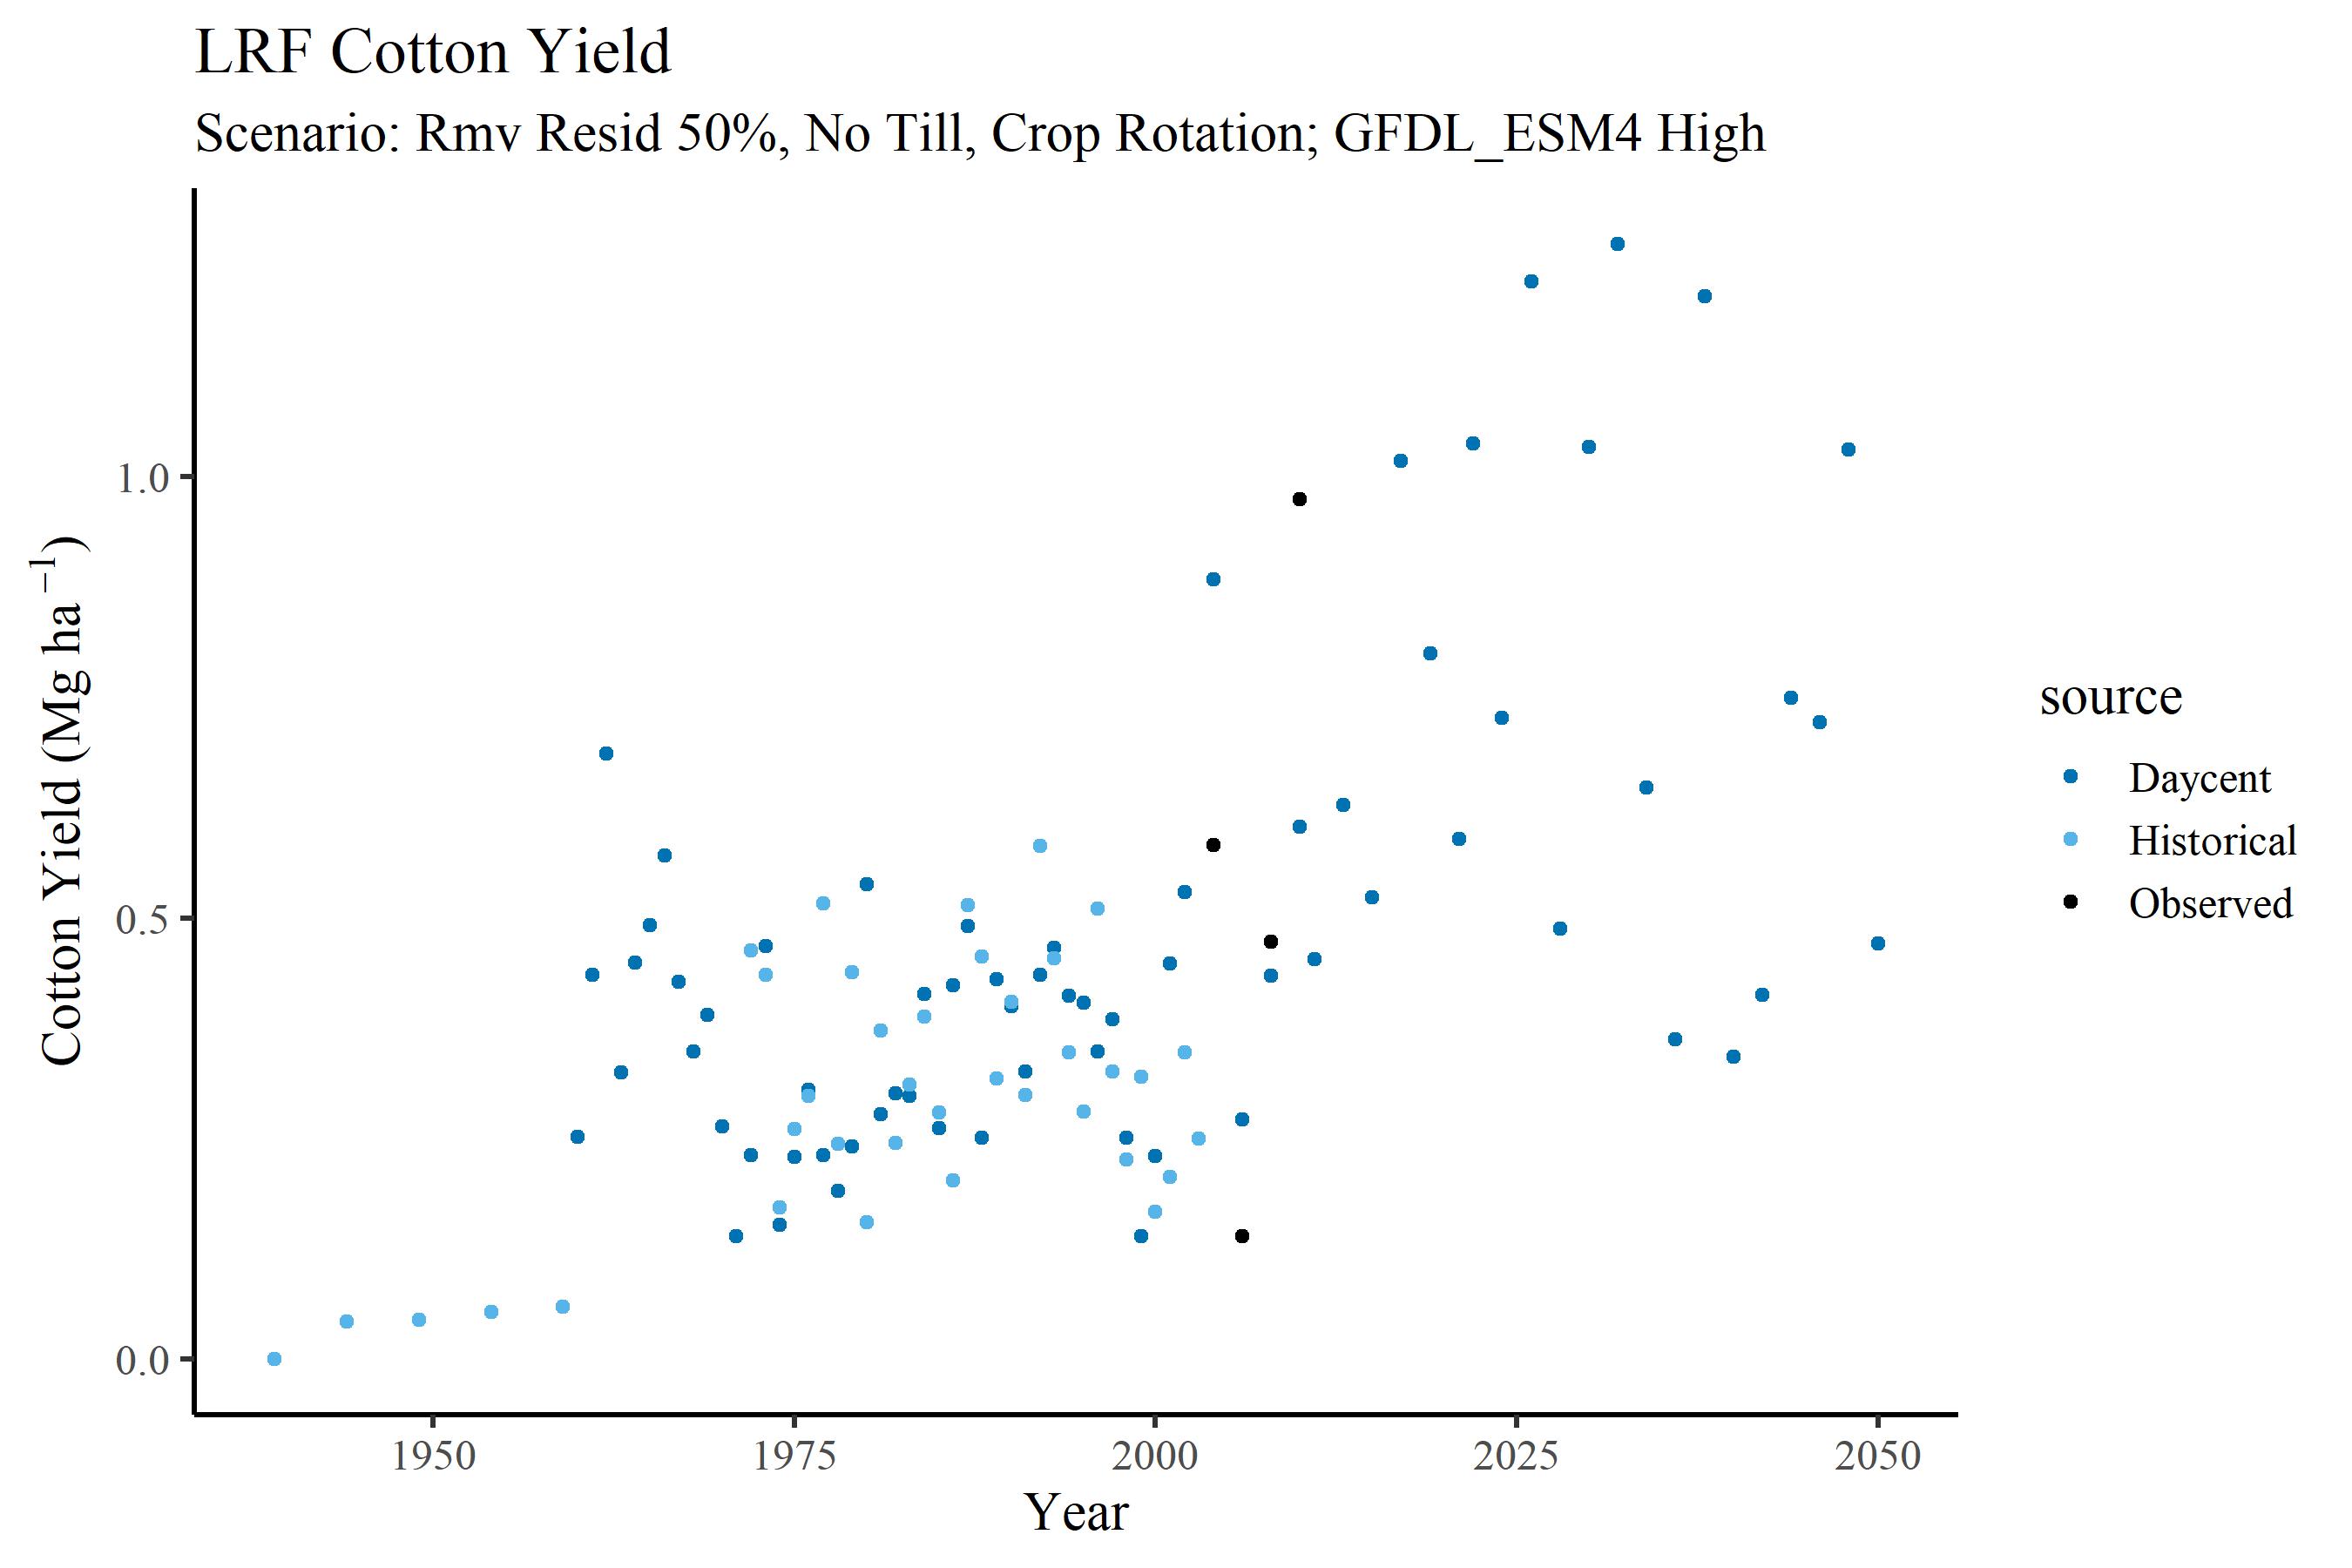 LRF Cotton Yield
Scenario: Rmv Resid 50%, No Till, Crop Rotation; GFDL_ESM4 High
Cotton Yield (Mg ha⁻¹)
1.0
0.5
0.0
1950 1975 2000 2025 2050
Year
source
Daycent
Historical
Observed